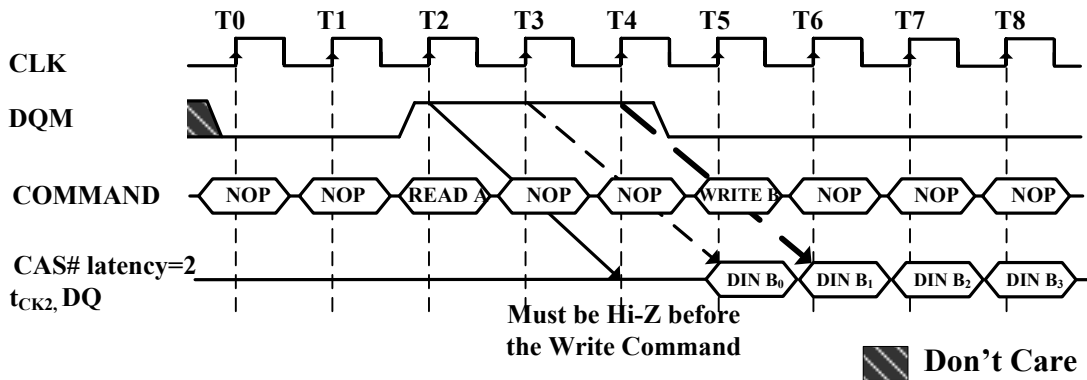 T0 T1 T2 T3 T4 T5 T6 T7 T8
CLK
DQM
COMMAND NOP NOP READ A NOP NOP WRITE B NOP NOP NOP
CAS# latency=2
tCK2, DQ DIN B0 DIN B1 DIN B2 DIN B3
Must be Hi-Z before
the Write Command
Don't Care